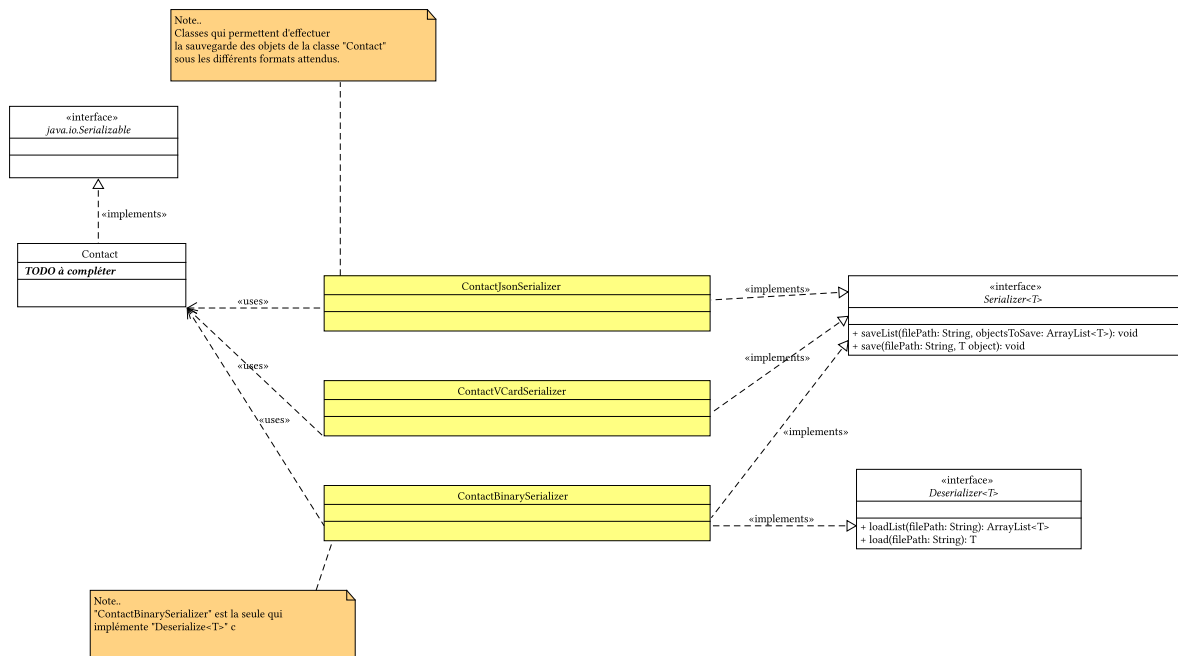 Note..
Classes qui permettent d'effectuer
la sauvegarde des objets de la classe "Contact"
sous les différents formats attendus.
«interface»
java.io.Serializable
«implements»
Contact
TODO à compléter
«uses»
ContactJsonSerializer
«implements»
«interface»
Serializer<T>
+ saveList(filePath: String, objectsToSave: ArrayList<T>): void
+ save(filePath: String, T object): void
«uses»
ContactVCardSerializer
«implements»
«uses»
«implements»
ContactBinarySerializer
«implements»
«interface»
Deserializer<T>
+ loadList(filePath: String): ArrayList<T>
+ load(filePath: String): T
Note..
"ContactBinarySerializer" est la seule qui
implémente "Deserialize<T>" c